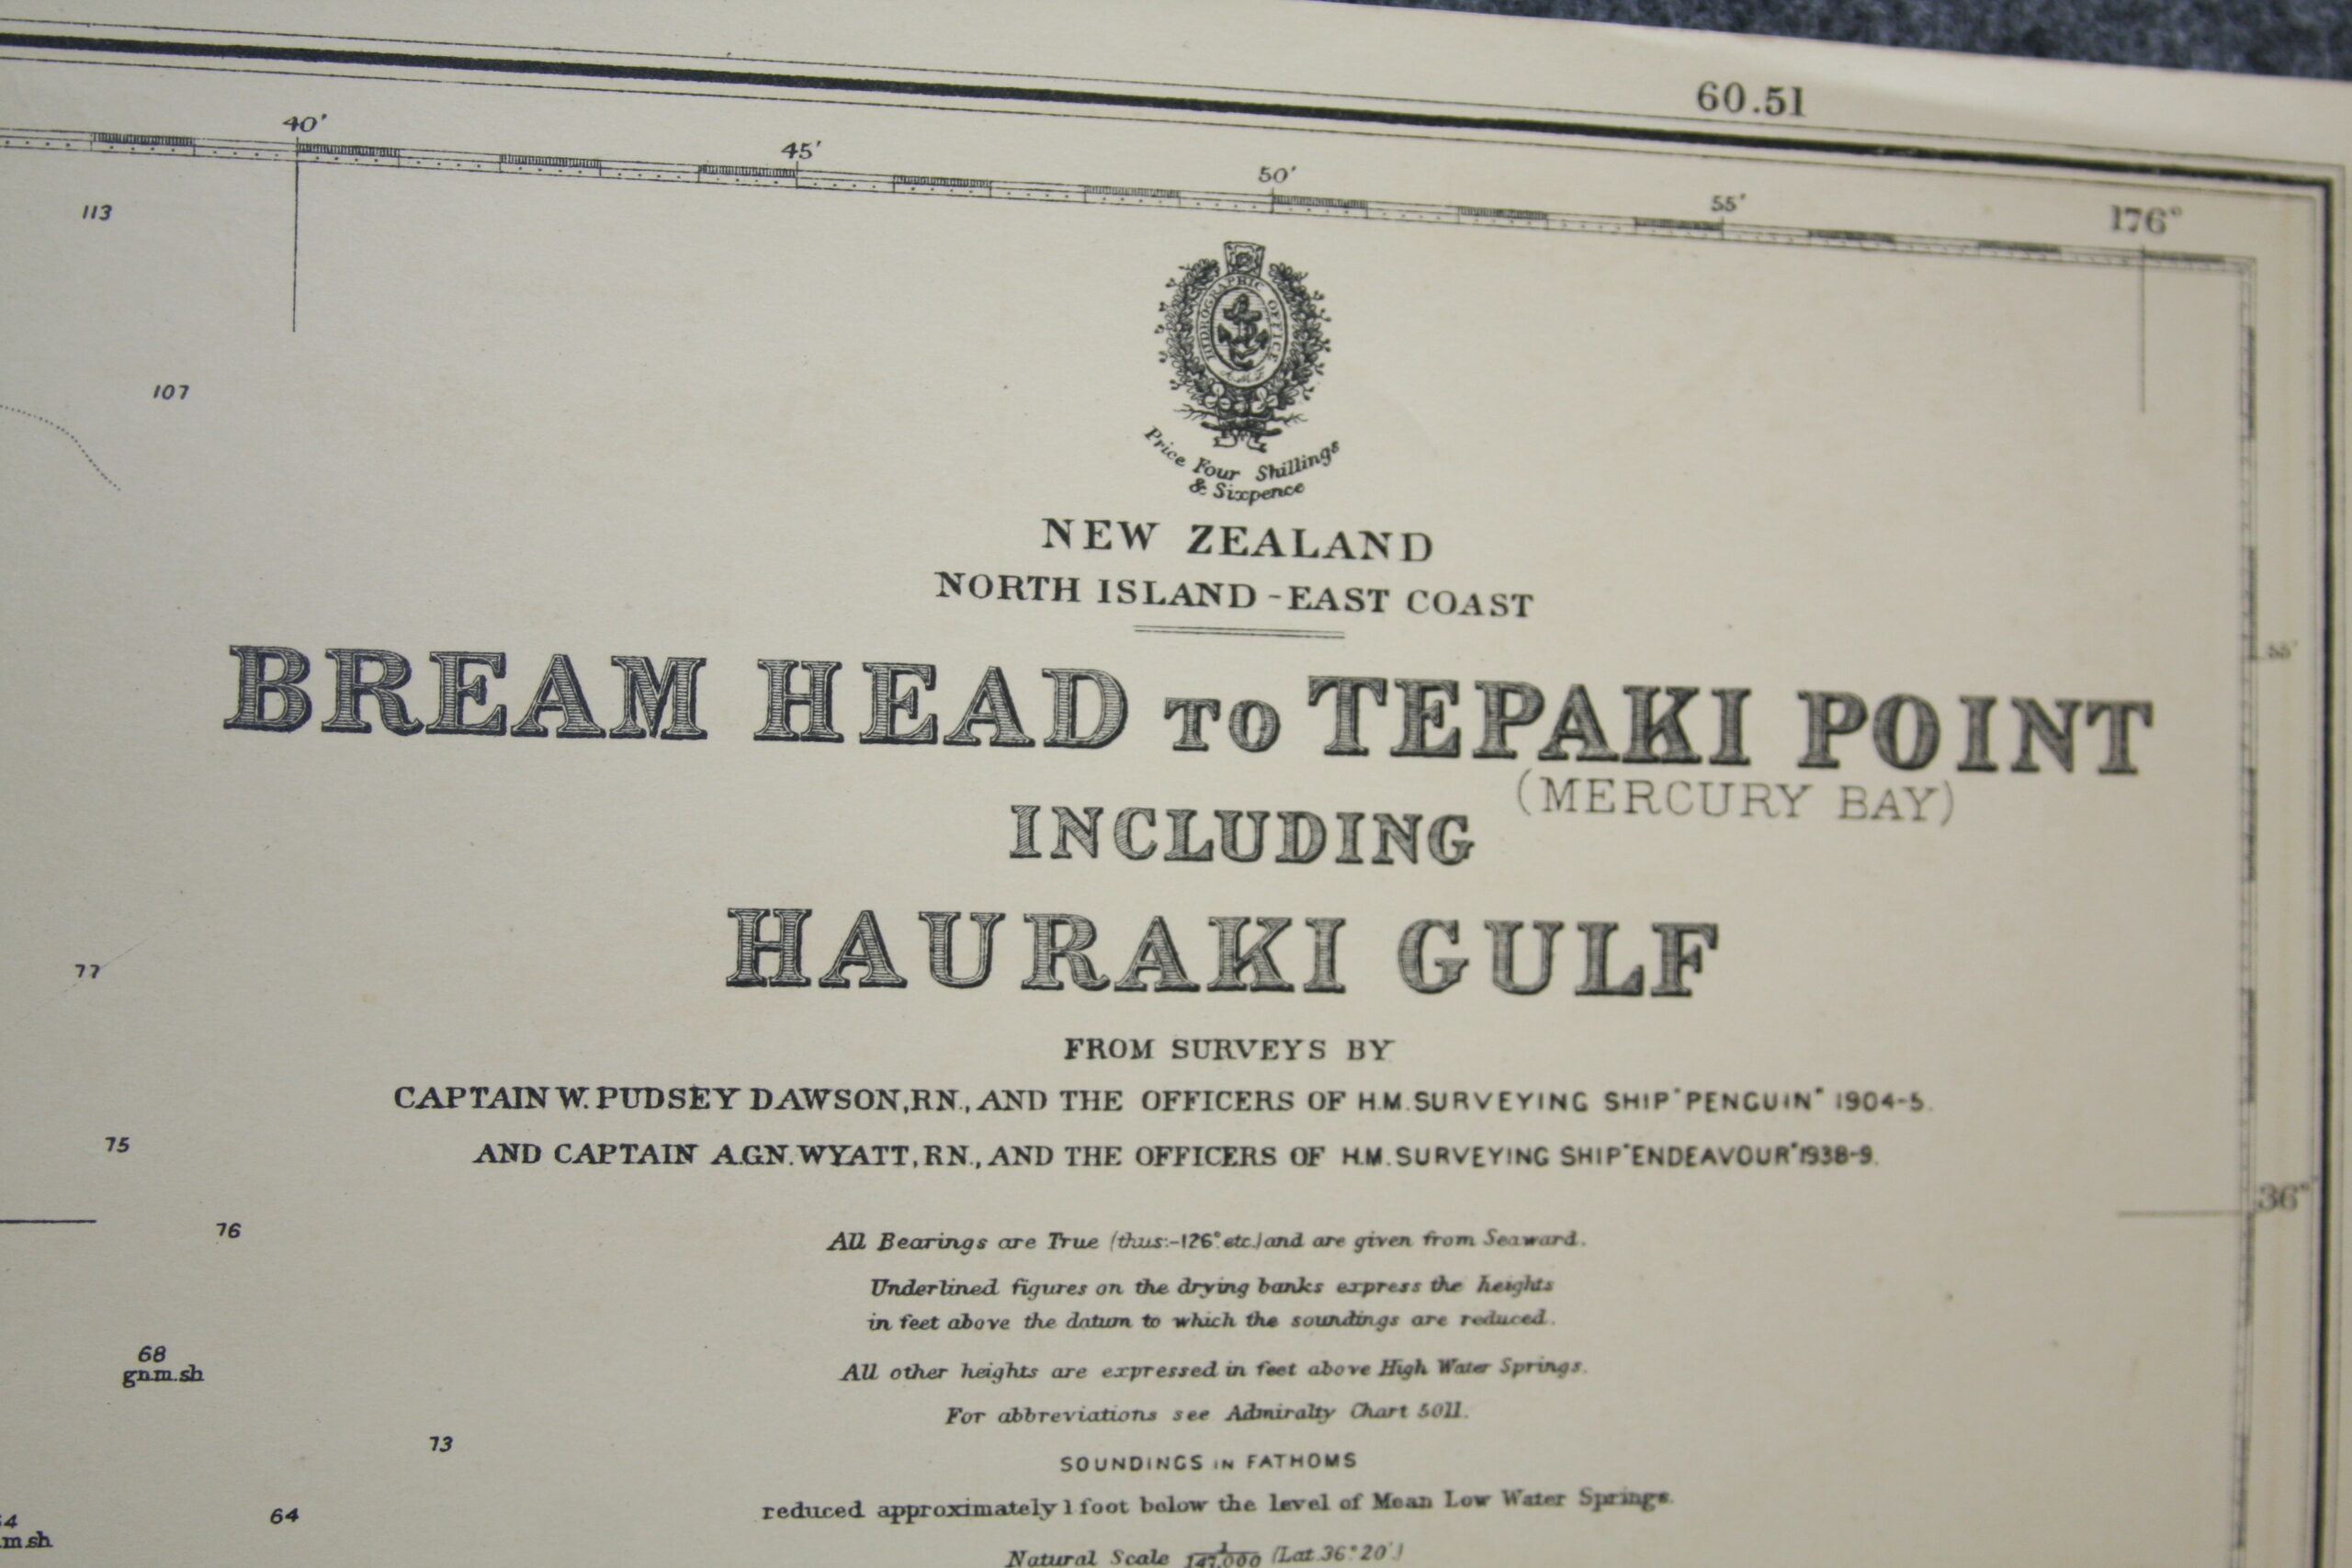 60.51
40' 45' 50' 55' 176°
113
HYDROGRAPHIC OFFICE
107
Price Four Shillings
& Sixpence
NEW ZEALAND
NORTH ISLAND - EAST COAST
55'
BREAM HEAD TO TEPAKI POINT
(MERCURY BAY)
INCLUDING
HAURAKI GULF
77
FROM SURVEYS BY
CAPTAIN W. PUDSEY DAWSON, R.N., AND THE OFFICERS OF H.M. SURVEYING SHIP "PENGUIN" 1904-5.
75
AND CAPTAIN A.G.N. WYATT, R.N., AND THE OFFICERS OF H.M. SURVEYING SHIP "ENDEAVOUR" 1938-9.
36°
76
All Bearings are True (thus:-126° etc.) and are given from Seaward.
Underlined figures on the drying banks express the heights
in feet above the datum to which the soundings are reduced.
68
gn.m.sh
All other heights are expressed in feet above High Water Springs.
For abbreviations see Admiralty Chart 5011.
73
SOUNDINGS IN FATHOMS
reduced approximately 1 foot below the level of Mean Low Water Springs.
64
m.sh
Natural Scale 1/147,000 (Lat. 36° 20')